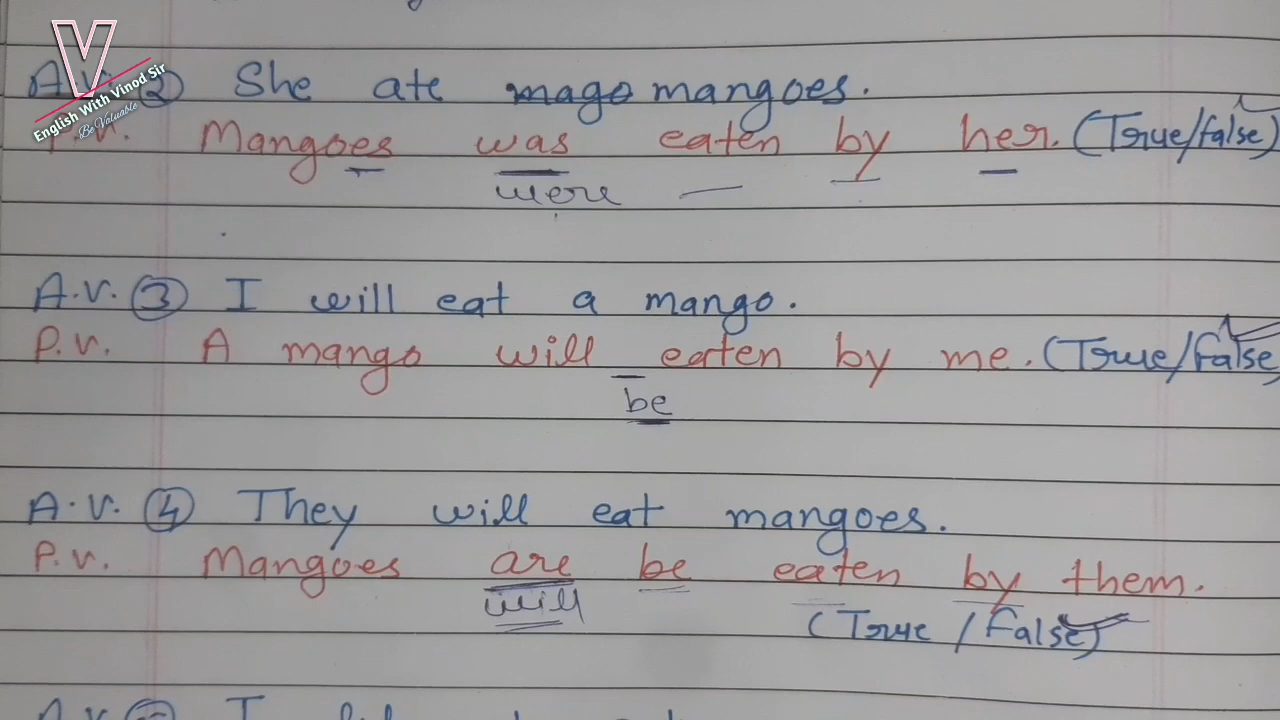 V
English With Vinod Sir
Be Valuable
A.V. ② She ate mago mangoes.
P.V. Mangoes was eaten by her. (True/false)
were
A.V. ③ I will eat a mango.
P.V. A mango will eaten by me. (True/false)
be
A.V. ④ They will eat mangoes.
P.V. Mangoes are be eaten by them.
will
(True / False)
A.V. I